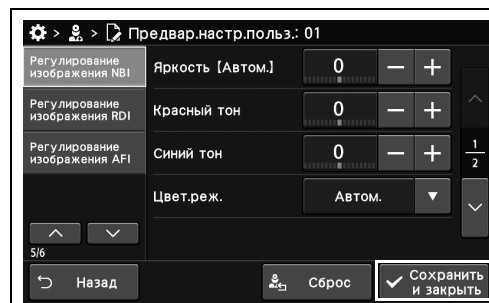 > > Предвар.настр.польз.: 01
Регулирование
изображения NBI
Яркость [Автом.]
0
− +
Регулирование
изображения RDI
Красный тон
0
− +
Регулирование
изображения AFI
Синий тон
0
− +
1
2
Цвет.реж.
Автом.
5/6
Назад
Сброс
Сохранить
и закрыть